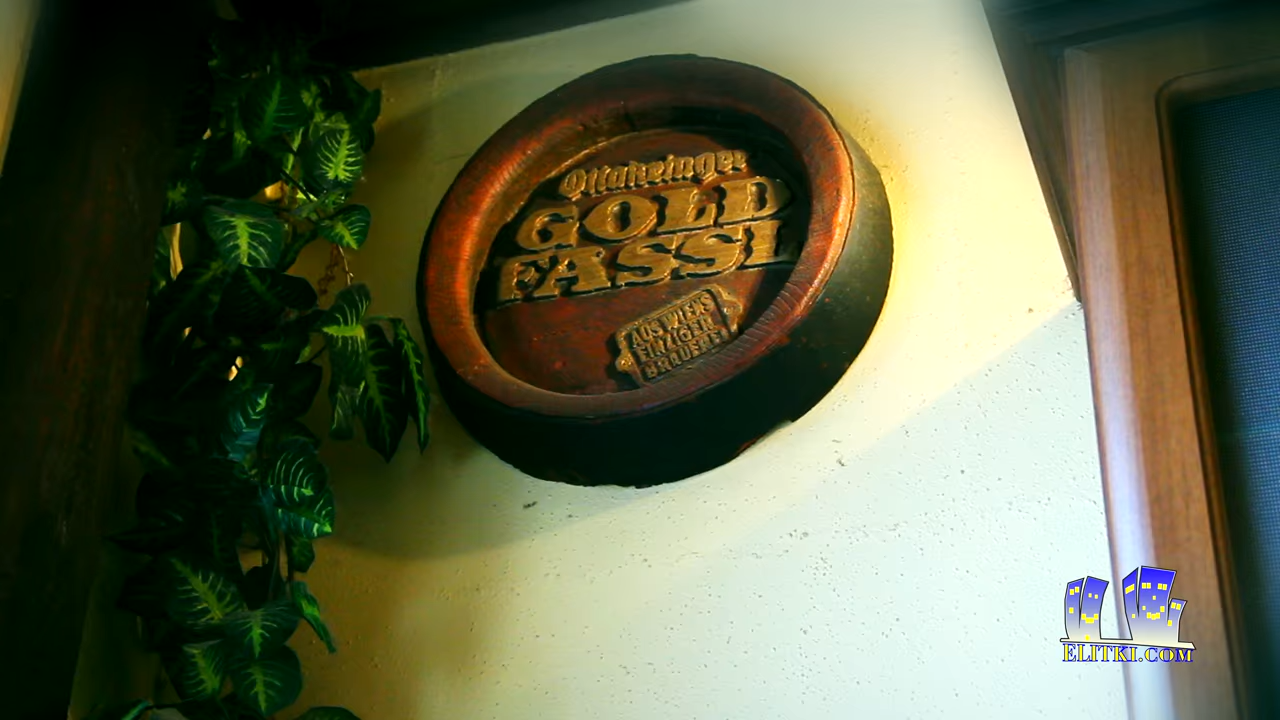 Ottakringer
GOLD
FASSL
AUS WIENS
EINZIGER
BRAUEREI
ELITKI.COM